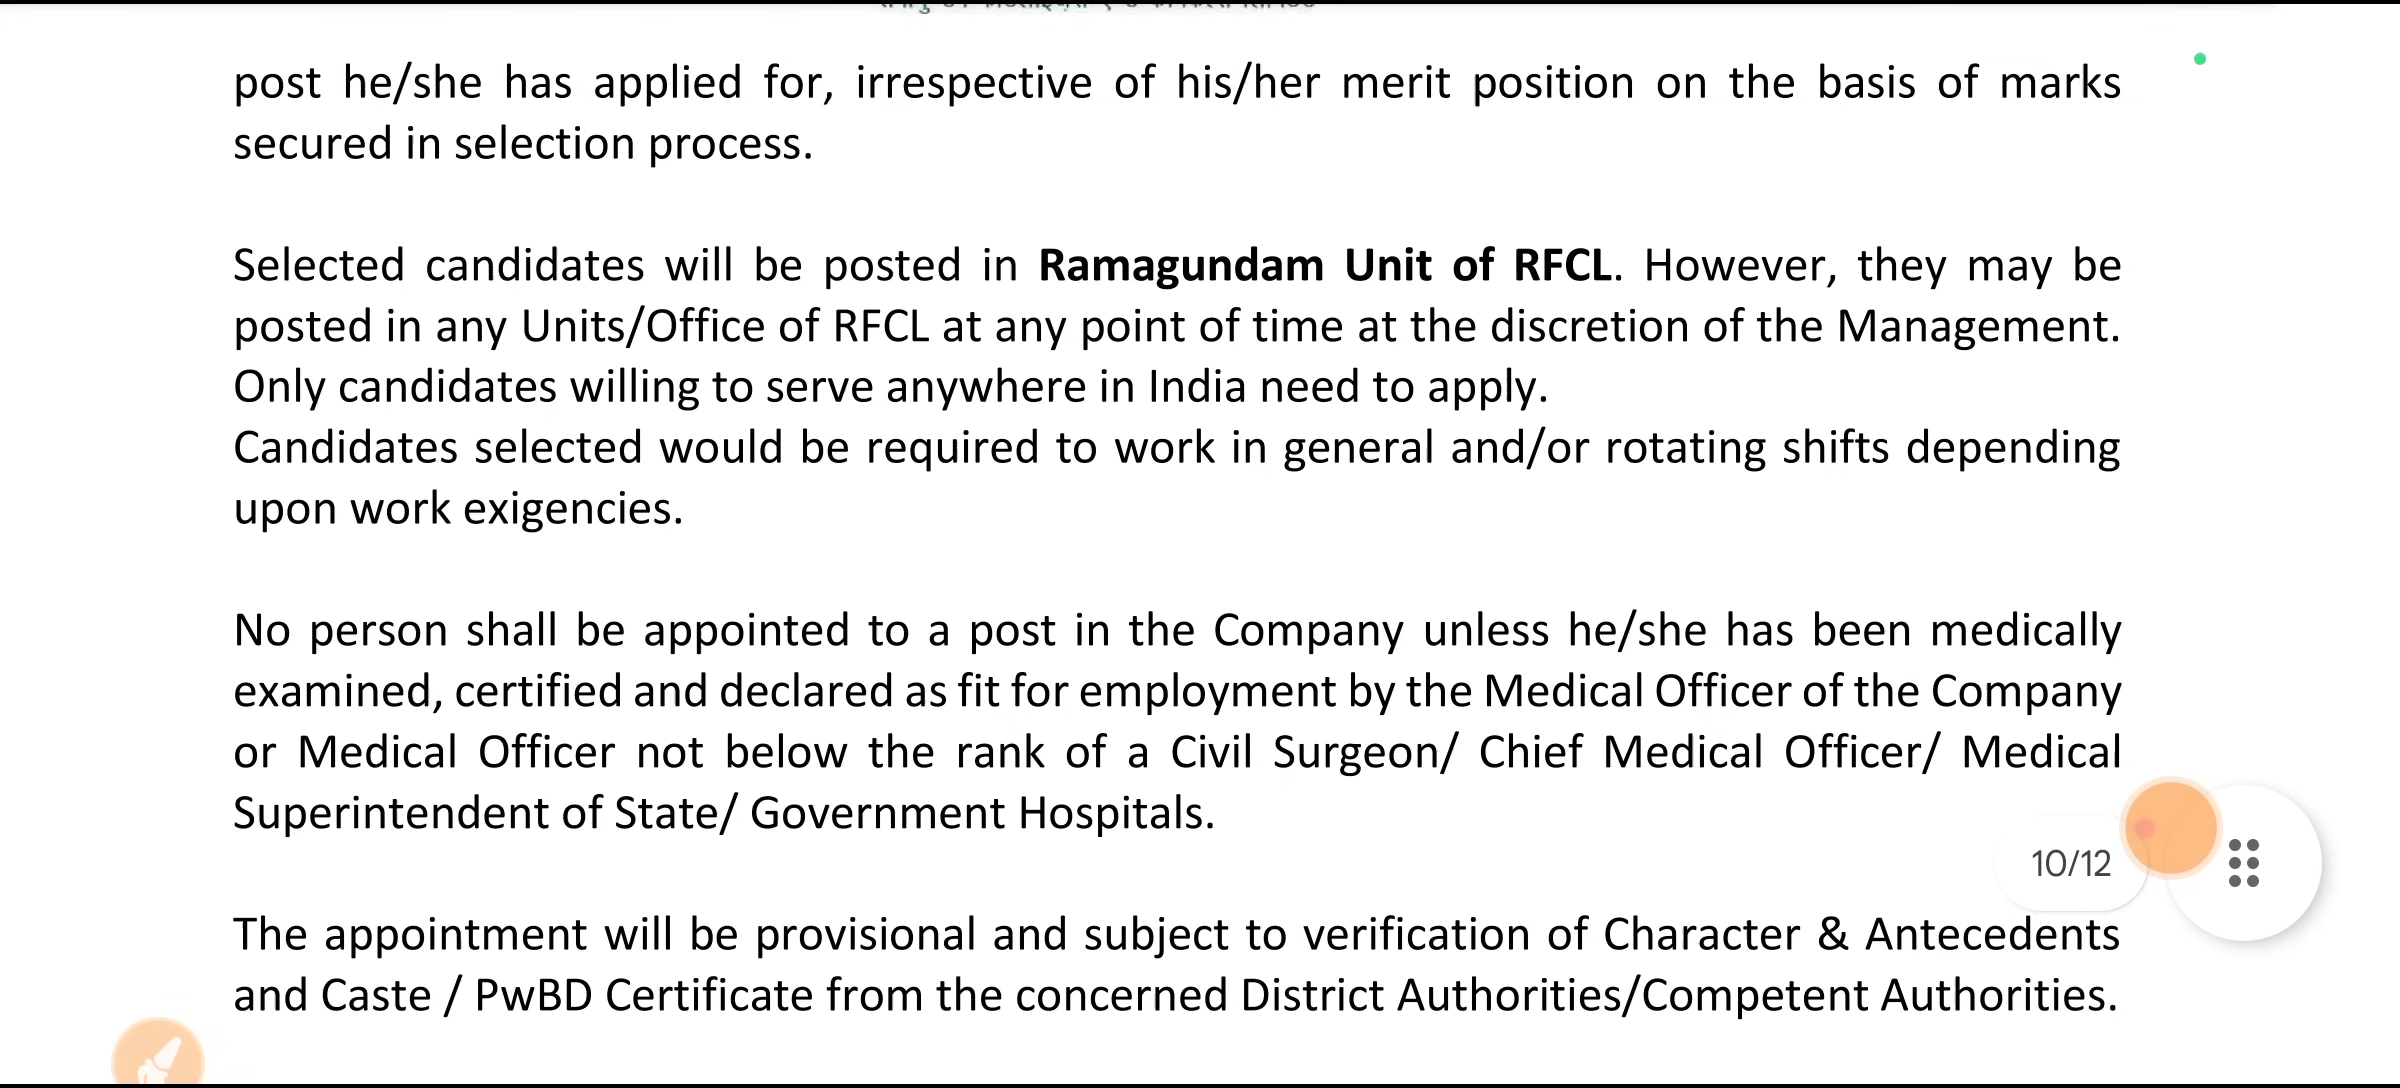 post he/she has applied for, irrespective of his/her merit position on the basis of marks
secured in selection process.
Selected candidates will be posted in Ramagundam Unit of RFCL. However, they may be
posted in any Units/Office of RFCL at any point of time at the discretion of the Management.
Only candidates willing to serve anywhere in India need to apply.
Candidates selected would be required to work in general and/or rotating shifts depending
upon work exigencies.
No person shall be appointed to a post in the Company unless he/she has been medically
examined, certified and declared as fit for employment by the Medical Officer of the Company
or Medical Officer not below the rank of a Civil Surgeon/ Chief Medical Officer/ Medical
Superintendent of State/ Government Hospitals.
10/12
The appointment will be provisional and subject to verification of Character & Antecedents
and Caste / PwBD Certificate from the concerned District Authorities/Competent Authorities.